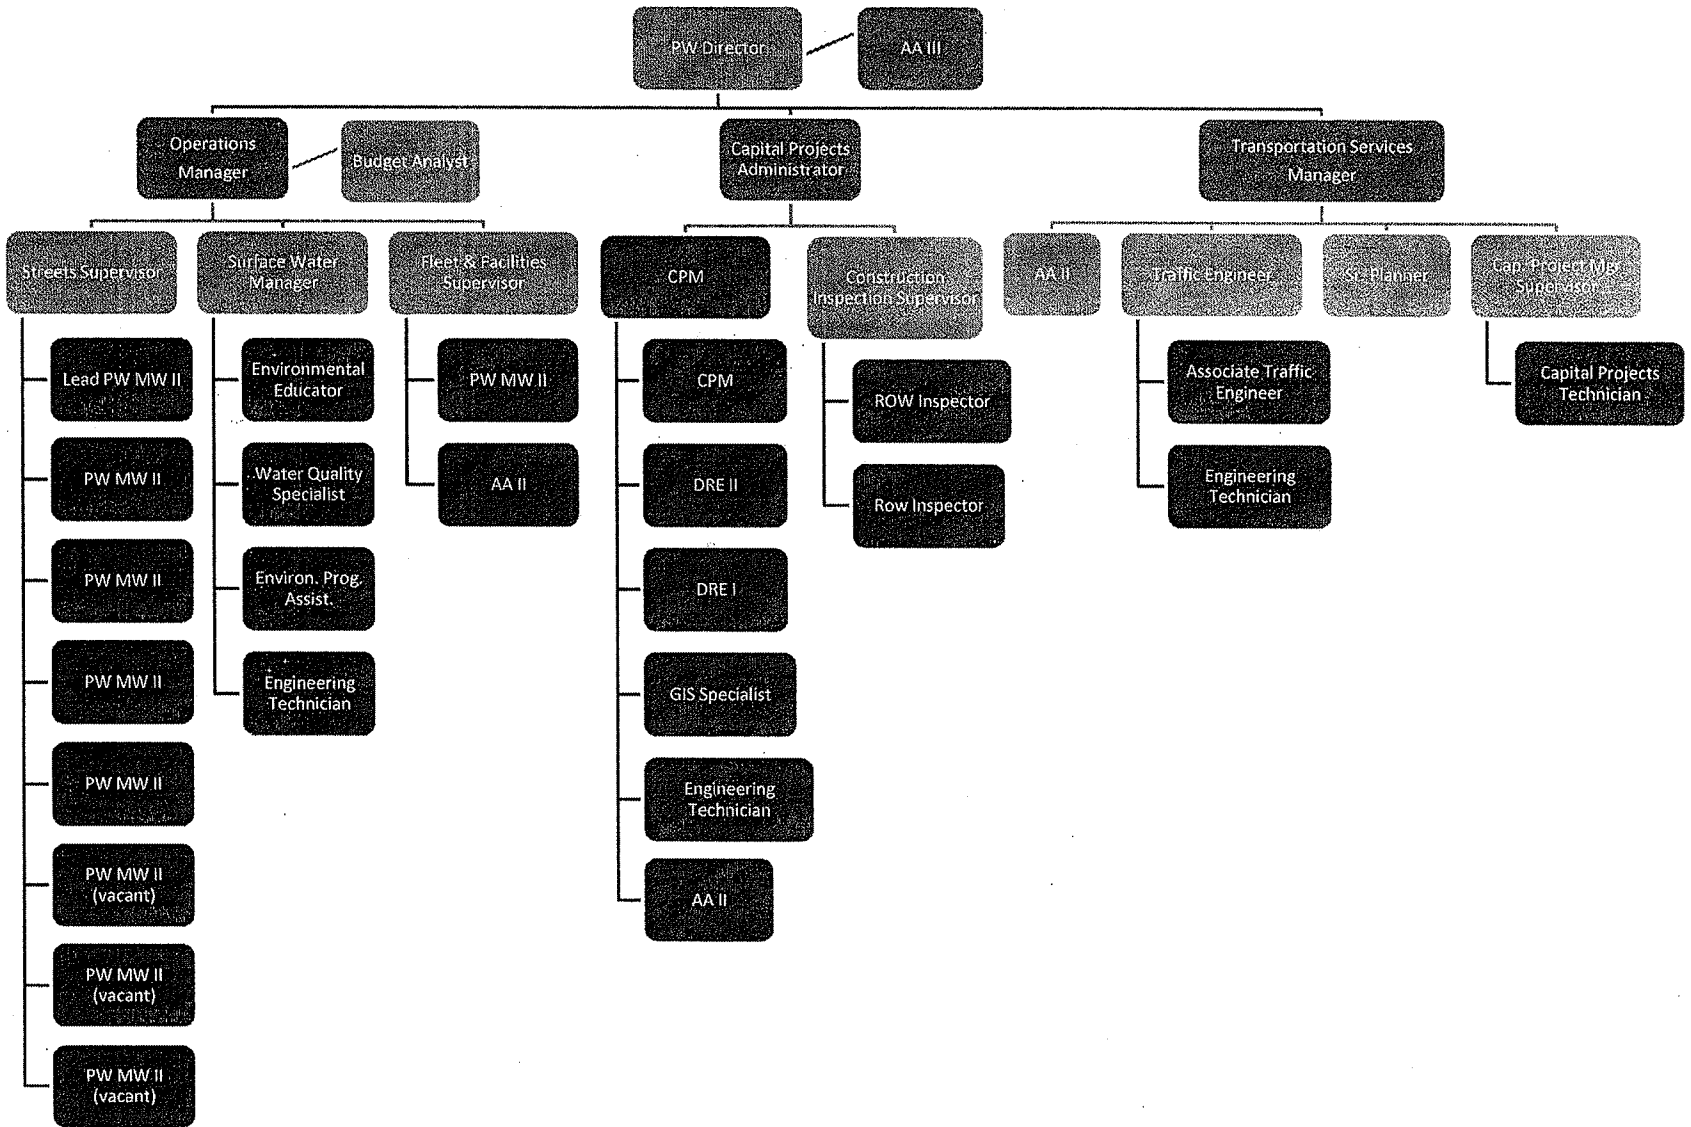 PW Director
AA III
Operations
Manager
Budget Analyst
Capital Projects
Administrator
Transportation Services
Manager
Streets Supervisor
Surface Water
Manager
Fleet & Facilities
Supervisor
CPM
Construction
Inspection Supervisor
AA II
Traffic Engineer
Sr. Planner
Cap. Project Mgr.
Supervisor
Lead PW MW II
PW MW II
PW MW II
PW MW II
PW MW II
PW MW II
(vacant)
PW MW II
(vacant)
PW MW II
(vacant)
Environmental
Educator
Water Quality
Specialist
Environ. Prog.
Assist.
Engineering
Technician
PW MW II
AA II
CPM
DRE II
DRE I
GIS Specialist
Engineering
Technician
AA II
ROW Inspector
Row Inspector
Associate Traffic
Engineer
Engineering
Technician
Capital Projects
Technician